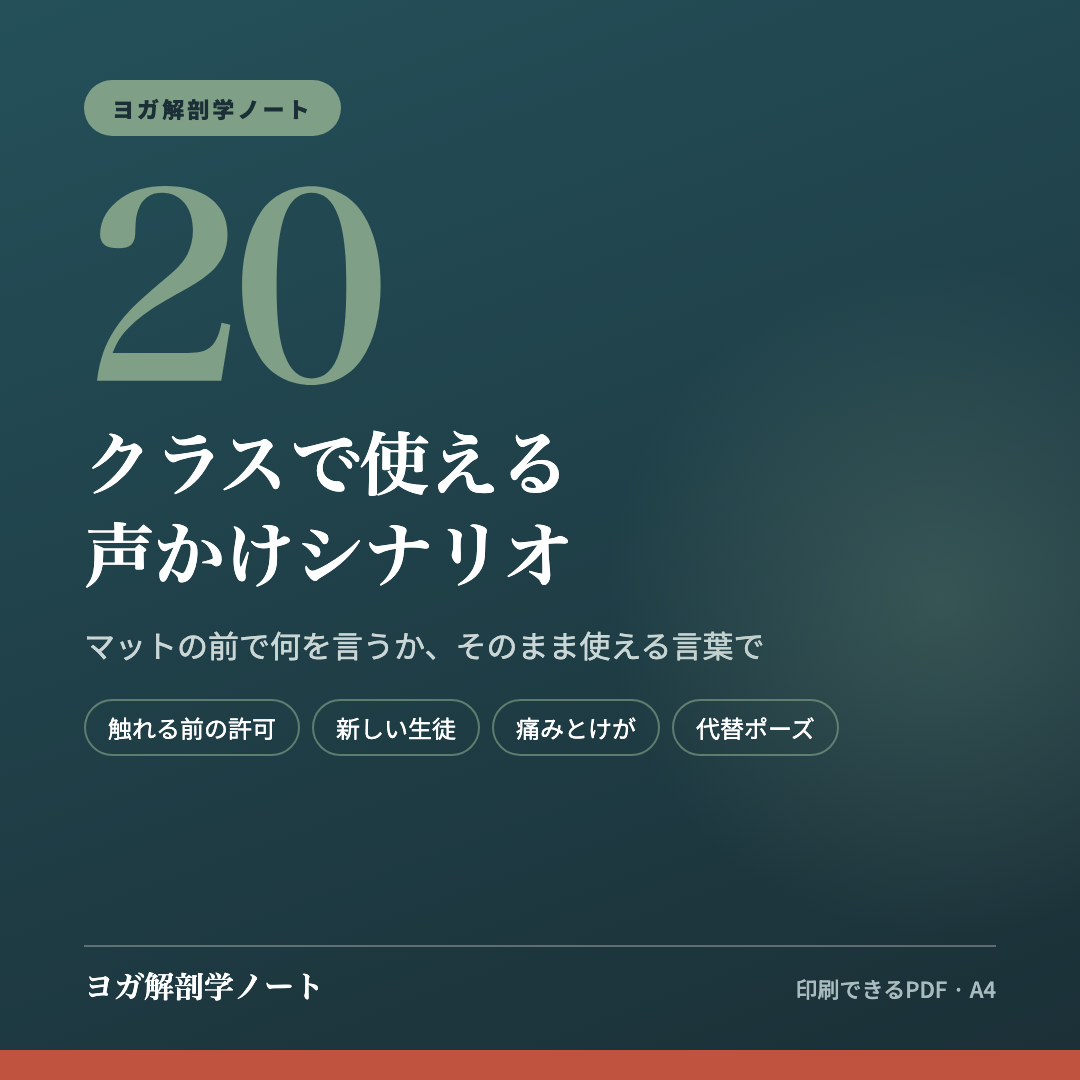 ヨガ解剖学ノート
20
クラスで使える
声かけシナリオ
マットの前で何を言うか、そのまま使える言葉で
触れる前の許可
新しい生徒
痛みとけが
代替ポーズ
ヨガ解剖学ノート
印刷できるPDF · A4